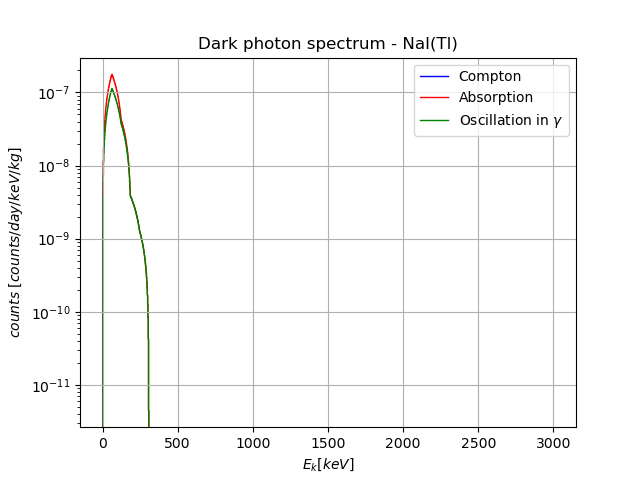 Dark photon spectrum - NaI(Tl)
Compton
Absorption
Oscillation in γ
10⁻⁷
10⁻⁸
10⁻⁹
10⁻¹⁰
10⁻¹¹
counts [counts/day/keV/kg]
0 500 1000 1500 2000 2500 3000
Eₖ[keV]